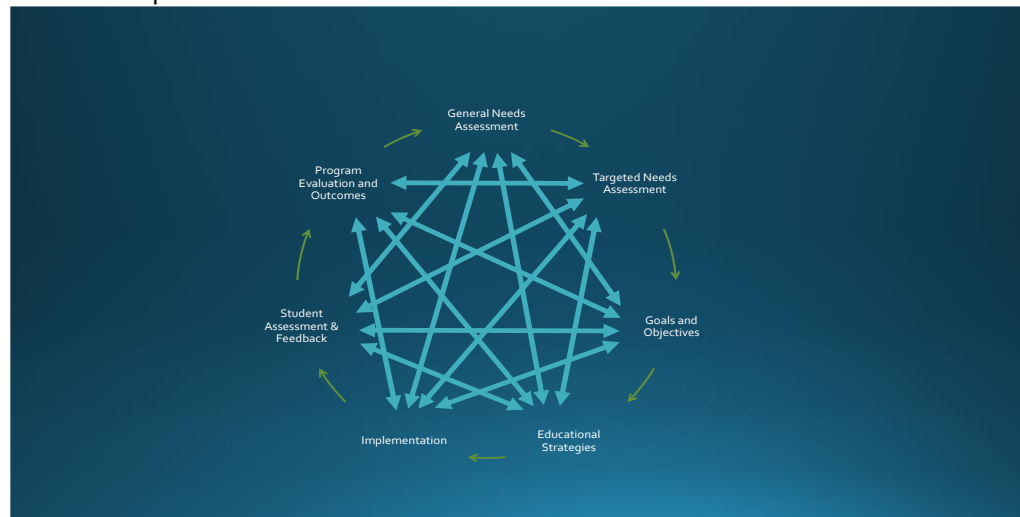 General Needs
Assessment
Targeted Needs
Assessment
Goals and
Objectives
Educational
Strategies
Implementation
Student
Assessment &
Feedback
Program
Evaluation and
Outcomes